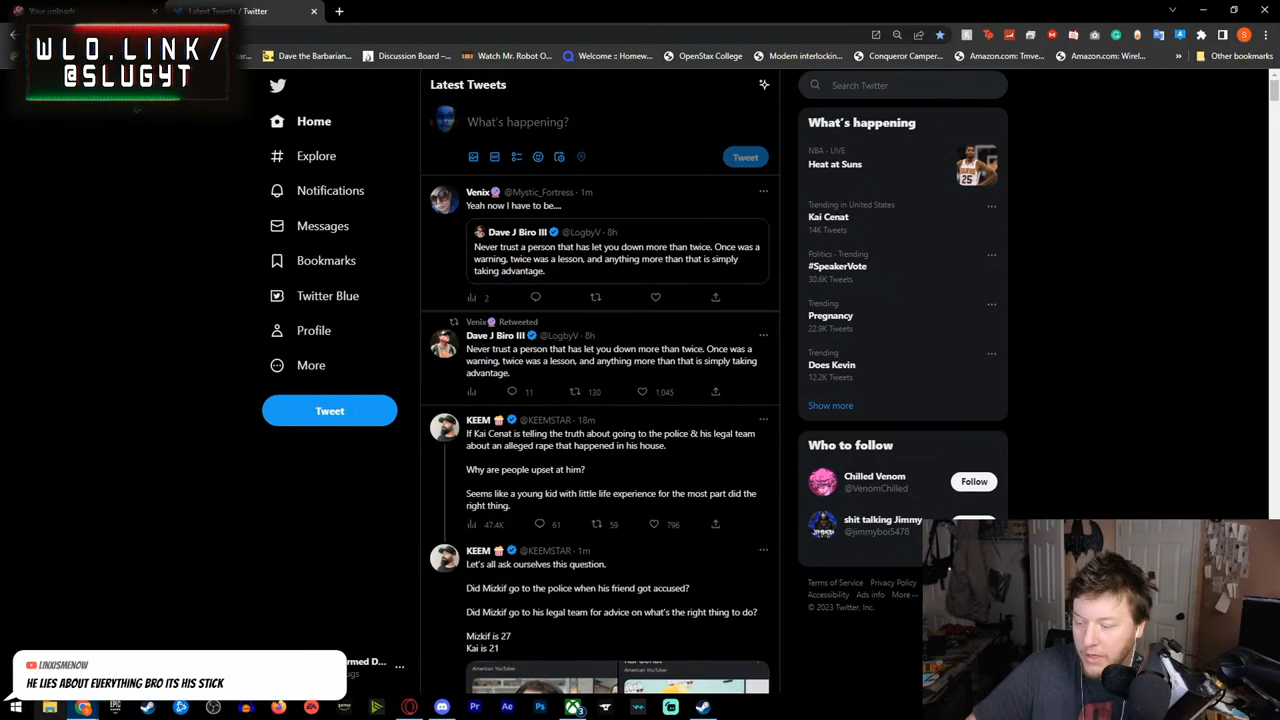 Your uploads
Latest Tweets / Twitter
WLO.LINK/
@SLUGYT
Dave the Barbarian...
Discussion Board -...
Watch Mr. Robot O...
Welcome :: Homew...
OpenStax College
Modern interlockin...
Conqueror Camper...
Amazon.com: Tmve...
Amazon.com: Wirel...
Other bookmarks
Latest Tweets
What's happening?
Tweet
Home
Explore
Notifications
Messages
Bookmarks
Twitter Blue
Profile
More
Tweet
Venix🔮 @Mystic_Fortress · 1m
Yeah now I have to be....
Dave J Biro III @LogbyV · 8h
Never trust a person that has let you down more than twice. Once was a
warning, twice was a lesson, and anything more than that is simply
taking advantage.
2
Venix🔮 Retweeted
Dave J Biro III @LogbyV · 8h
Never trust a person that has let you down more than twice. Once was a
warning, twice was a lesson, and anything more than that is simply taking
advantage.
11 130 1,045
KEEM 🍿 @KEEMSTAR · 18m
If Kai Cenat is telling the truth about going to the police & his legal team
about an alleged rape that happened in his house.
Why are people upset at him?
Seems like a young kid with little life experience for the most part did the
right thing.
47.4K 61 59 796
KEEM 🍿 @KEEMSTAR · 1m
Let's all ask ourselves this question.
Did Mizkif go to the police when his friend got accused?
Did Mizkif go to his legal team for advice on what's the right thing to do?
Mizkif is 27
Kai is 21
American YouTuber
American YouTuber
Search Twitter
What's happening
NBA · LIVE
Heat at Suns
Trending in United States
Kai Cenat
14K Tweets
Politics · Trending
#SpeakerVote
30.6K Tweets
Trending
Pregnancy
22.9K Tweets
Trending
Does Kevin
12.2K Tweets
Show more
Who to follow
Chilled Venom
@VenomChilled
Follow
shit talking Jimmy
@jimmyboi5478
Terms of Service Privacy Policy
Accessibility Ads info More ···
© 2023 Twitter, Inc.
LINXISMENOW
HE LIES ABOUT EVERYTHING BRO ITS HIS STICK